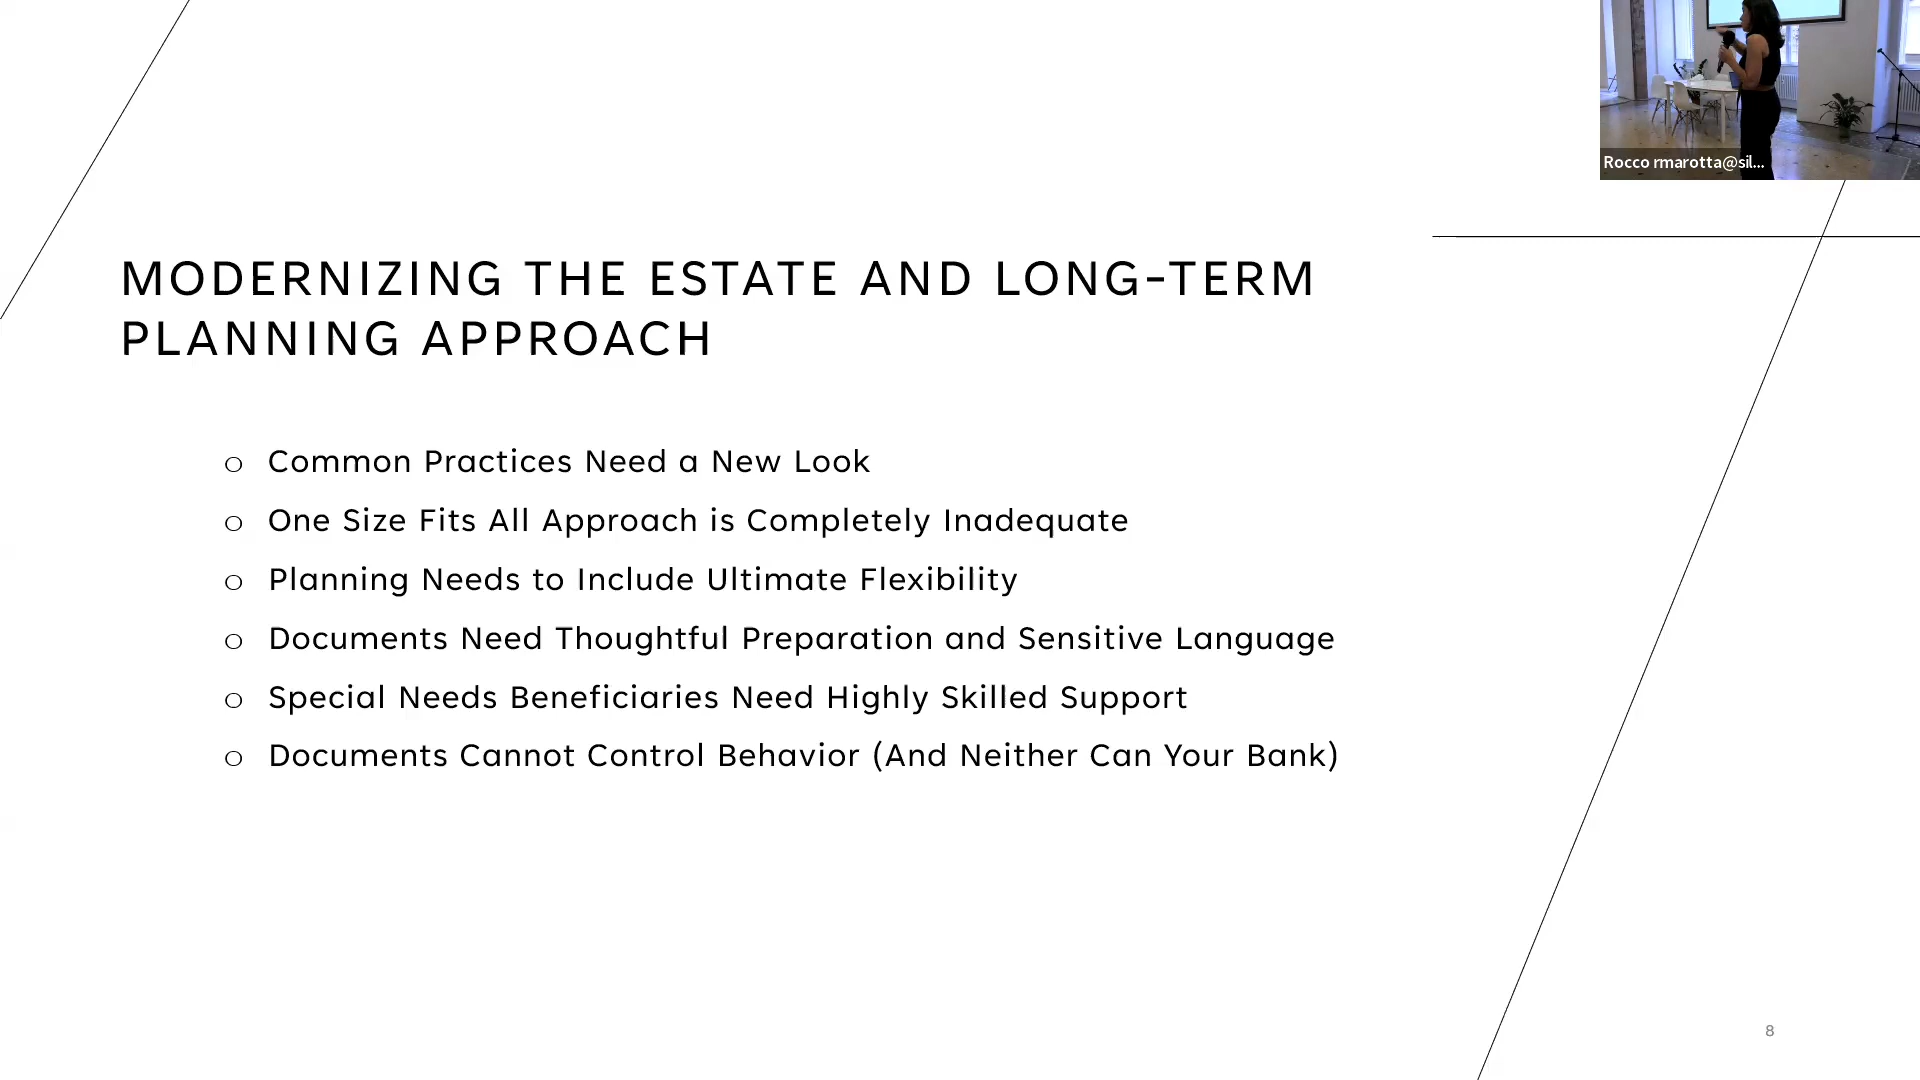 Rocco rmarotta@sil...
MODERNIZING THE ESTATE AND LONG-TERM
PLANNING APPROACH
o Common Practices Need a New Look
o One Size Fits All Approach is Completely Inadequate
o Planning Needs to Include Ultimate Flexibility
o Documents Need Thoughtful Preparation and Sensitive Language
o Special Needs Beneficiaries Need Highly Skilled Support
o Documents Cannot Control Behavior (And Neither Can Your Bank)
8